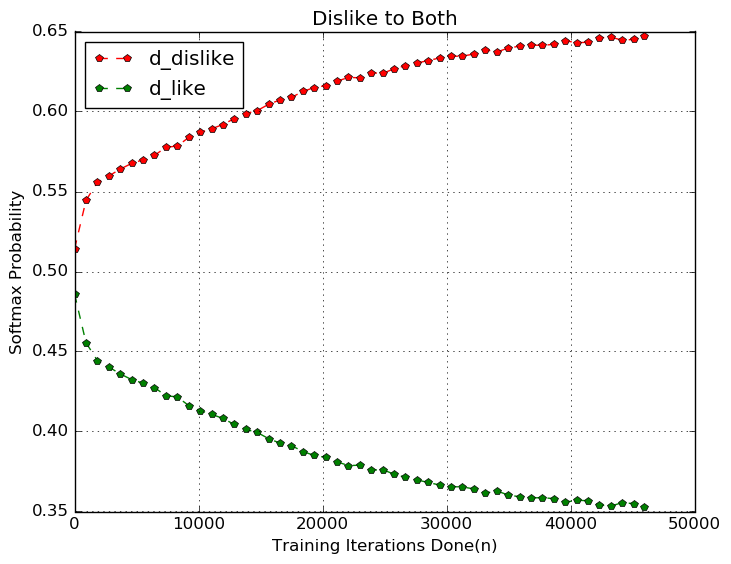 Dislike to Both
d_dislike
d_like
Softmax Probability
0.65
0.60
0.55
0.50
0.45
0.40
0.35
0 10000 20000 30000 40000 50000
Training Iterations Done(n)